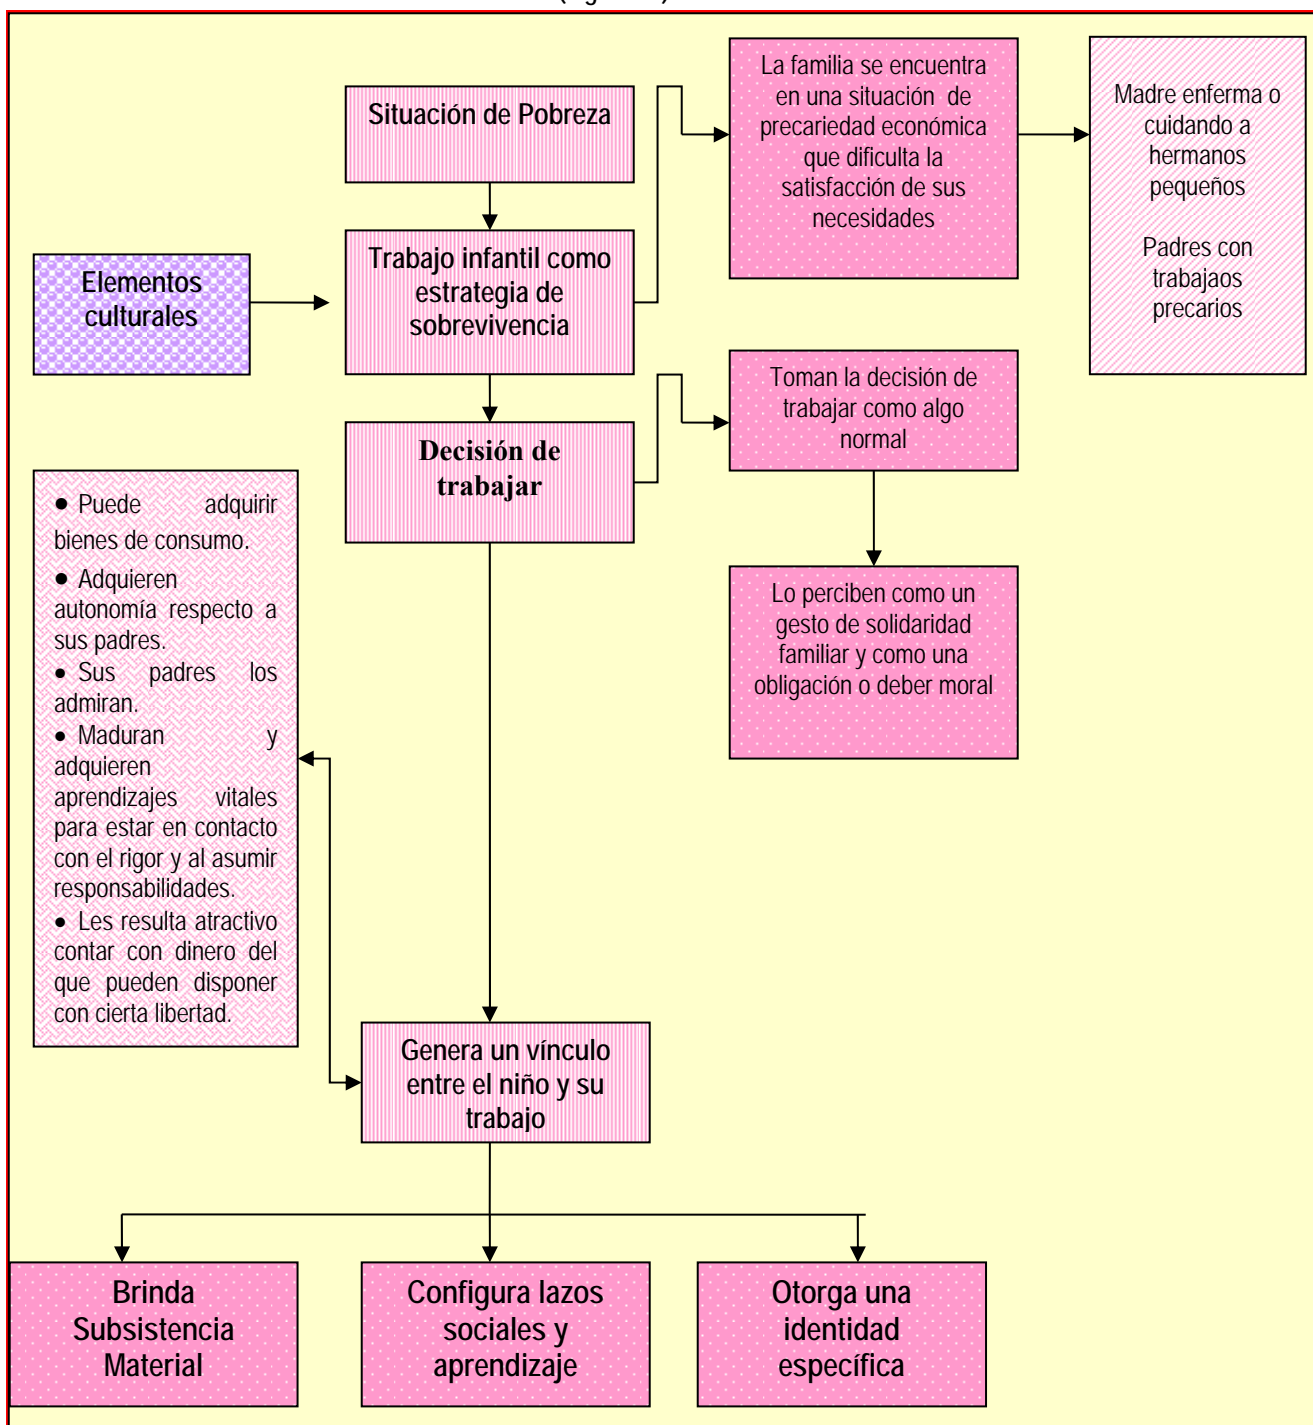 Situación de Pobreza
La familia se encuentra
en una situación de
precariedad económica
que dificulta la
satisfacción de sus
necesidades
Madre enferma o
cuidando a
hermanos
pequeños
Padres con
trabajaos
precarios
Elementos
culturales
Trabajo infantil como
estrategia de
sobrevivencia
Toman la decisión de
trabajar como algo
normal
Decisión de
trabajar
Lo perciben como un
gesto de solidaridad
familiar y como una
obligación o deber moral
• Puede adquirir
bienes de consumo.
• Adquieren
autonomía respecto a
sus padres.
• Sus padres los
admiran.
• Maduran y
adquieren
aprendizajes vitales
para estar en contacto
con el rigor y al asumir
responsabilidades.
• Les resulta atractivo
contar con dinero del
que pueden disponer
con cierta libertad.
Genera un vínculo
entre el niño y su
trabajo
Brinda
Subsistencia
Material
Configura lazos
sociales y
aprendizaje
Otorga una
identidad
específica